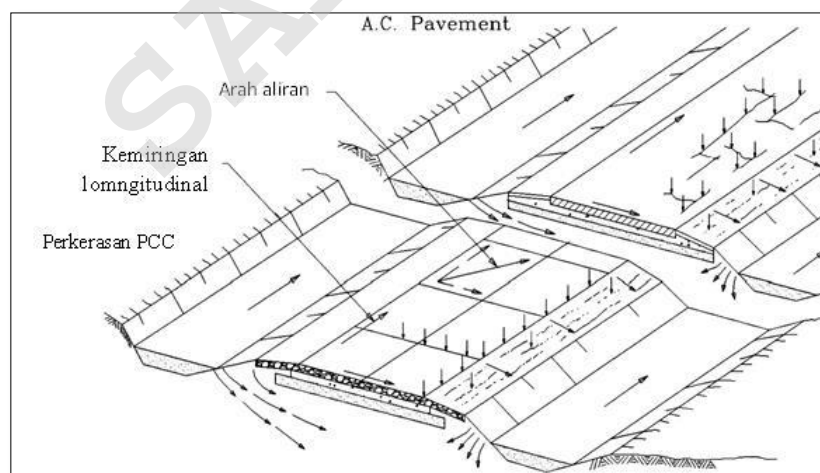 A.C. Pavement
Arah aliran
Kemiringan
lomngitudinal
Perkerasan PCC